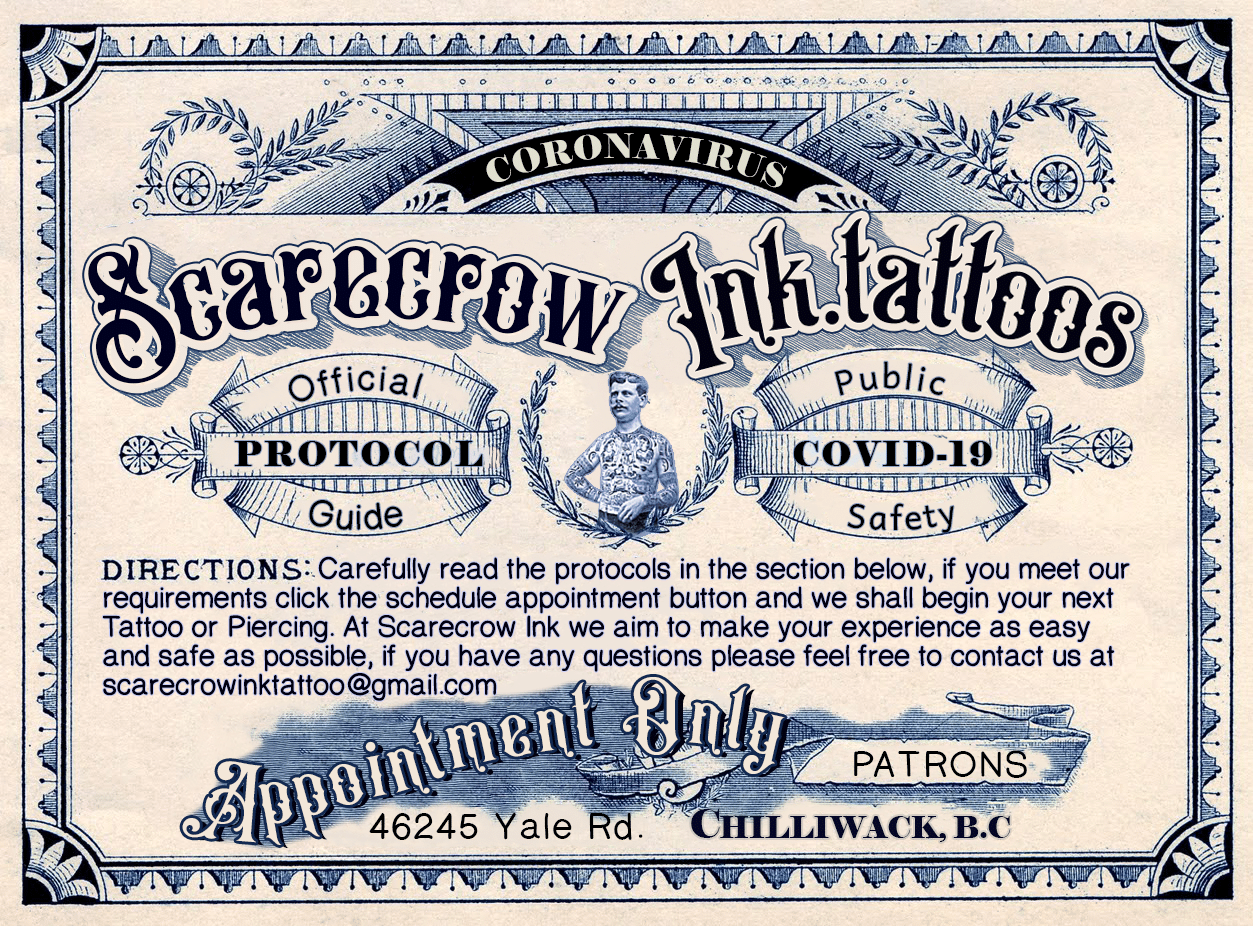 CORONAVIRUS
Scarecrow Ink.tattoos
Official
PROTOCOL
Guide
Public
COVID-19
Safety
DIRECTIONS: Carefully read the protocols in the section below, if you meet our
requirements click the schedule appointment button and we shall begin your next
Tattoo or Piercing. At Scarecrow Ink we aim to make your experience as easy
and safe as possible, if you have any questions please feel free to contact us at
scarecrowinktattoo@gmail.com
Appointment Only
PATRONS
46245 Yale Rd. CHILLIWACK, B.C